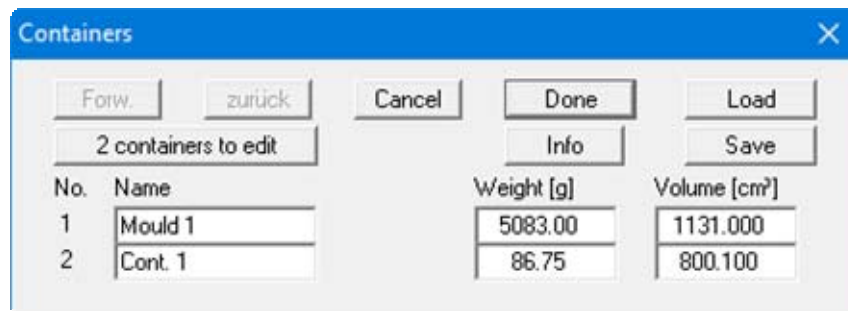 Containers
Forw. zurück Cancel Done Load
2 containers to edit Info Save
No. Name Weight [g] Volume [cm³]
1 Mould 1 5083.00 1131.000
2 Cont. 1 86.75 800.100